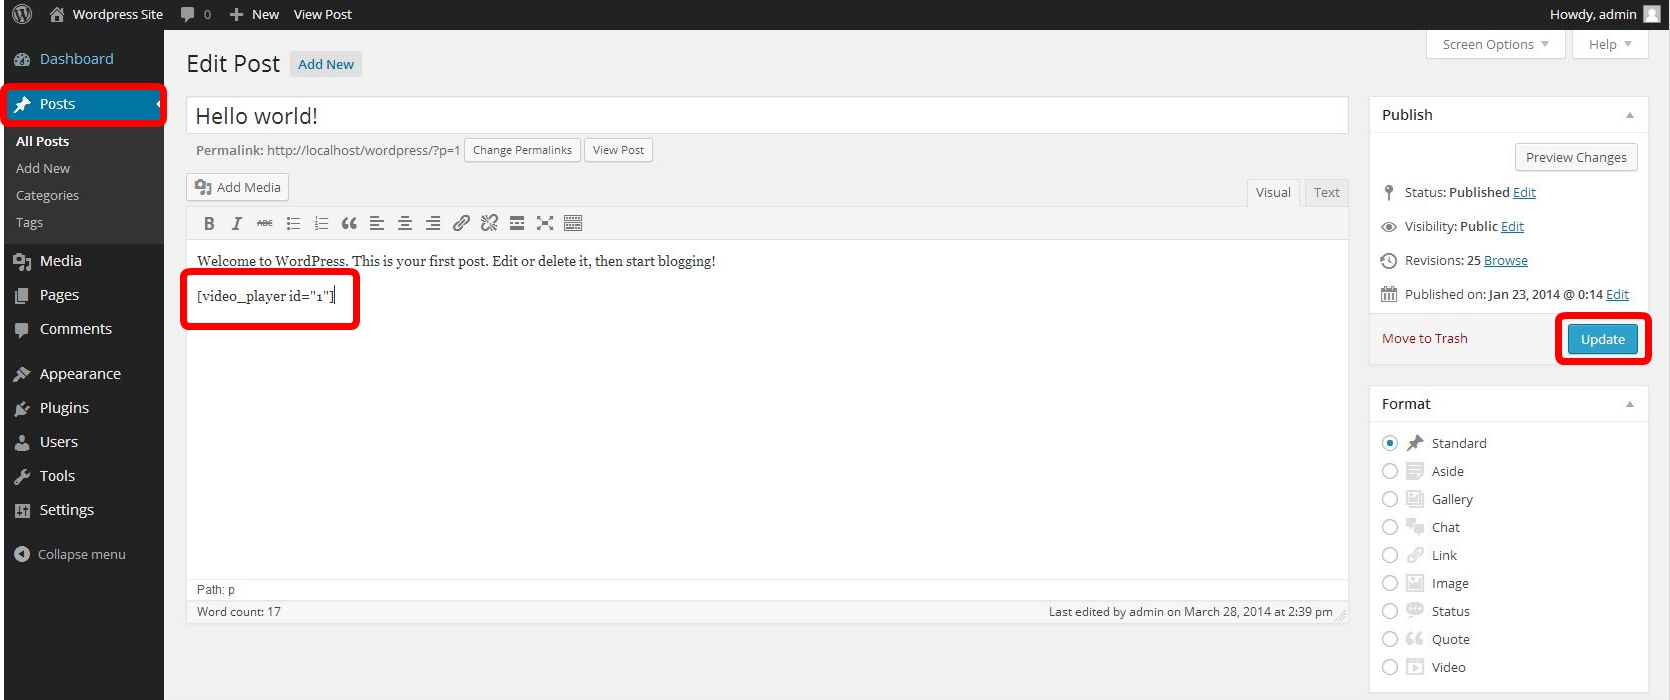 Wordpress Site 0 New View Post Howdy, admin
Screen Options Help
Dashboard
Posts
All Posts
Add New
Categories
Tags
Media
Pages
Comments
Appearance
Plugins
Users
Tools
Settings
Collapse menu
Edit Post Add New
Hello world!
Permalink: http://localhost/wordpress/?p=1 Change Permalinks View Post
Add Media
Visual Text
B I ABC
Welcome to WordPress. This is your first post. Edit or delete it, then start blogging!
[video_player id="1"]
Path: p
Word count: 17 Last edited by admin on March 28, 2014 at 2:39 pm
Publish
Preview Changes
Status: Published Edit
Visibility: Public Edit
Revisions: 25 Browse
Published on: Jan 23, 2014 @ 0:14 Edit
Move to Trash Update
Format
Standard
Aside
Gallery
Chat
Link
Image
Status
Quote
Video